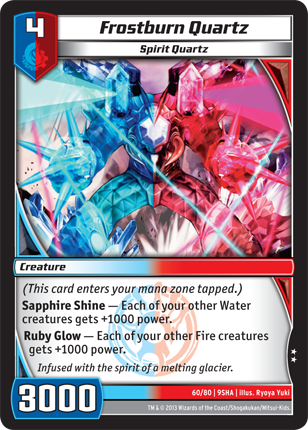 4
Frostburn Quartz
Spirit Quartz
Creature
(This card enters your mana zone tapped.)
Sapphire Shine — Each of your other Water
creatures gets +1000 power.
Ruby Glow — Each of your other Fire creatures
gets +1000 power.
Infused with the spirit of a melting glacier.
3000
60/80 | 9SHA | Illus. Ryoya Yuki
TM & © 2013 Wizards of the Coast/Shogakukan/Mitsui-Kids.